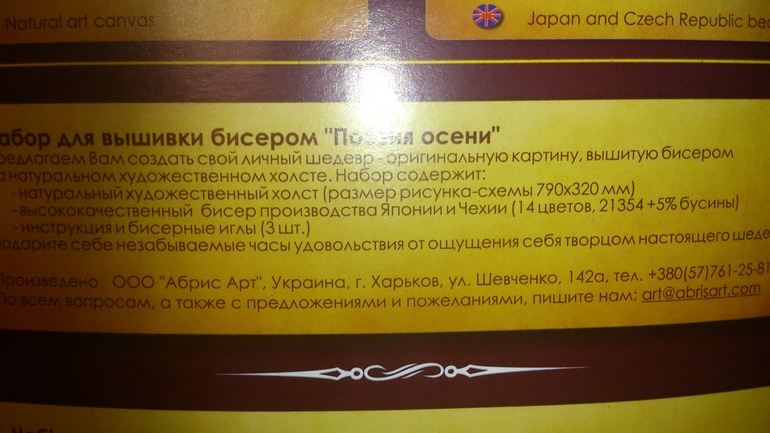 Natural art canvas
Japan and Czech Republic bea
абор для вышивки бисером "Поэзия осени"
редлагаем Вам создать свой личный шедевр - оригинальную картину, вышитую бисером
а натуральном художественном холсте. Набор содержит:
-натуральный художественный холст (размер рисунка-схемы 790х320 мм)
-высококачественный бисер производства Японии и Чехии (14 цветов, 21354 +5% бусины)
-инструкция и бисерные иглы (3 шт.)
одарите себе незабываемые часы удовольствия от ощущения себя творцом настоящего шеде
Произведено ООО "Абрис Арт", Украина, г. Харьков, ул. Шевченко, 142а, тел. +380(57)761-25-81
По всем вопросам, а также с предложениями и пожеланиями, пишите нам: art@abrisart.com